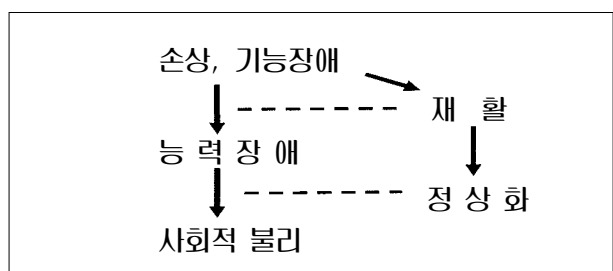 손상, 기능장애
재 활
능 력 장 애
정 상 화
사회적 불리